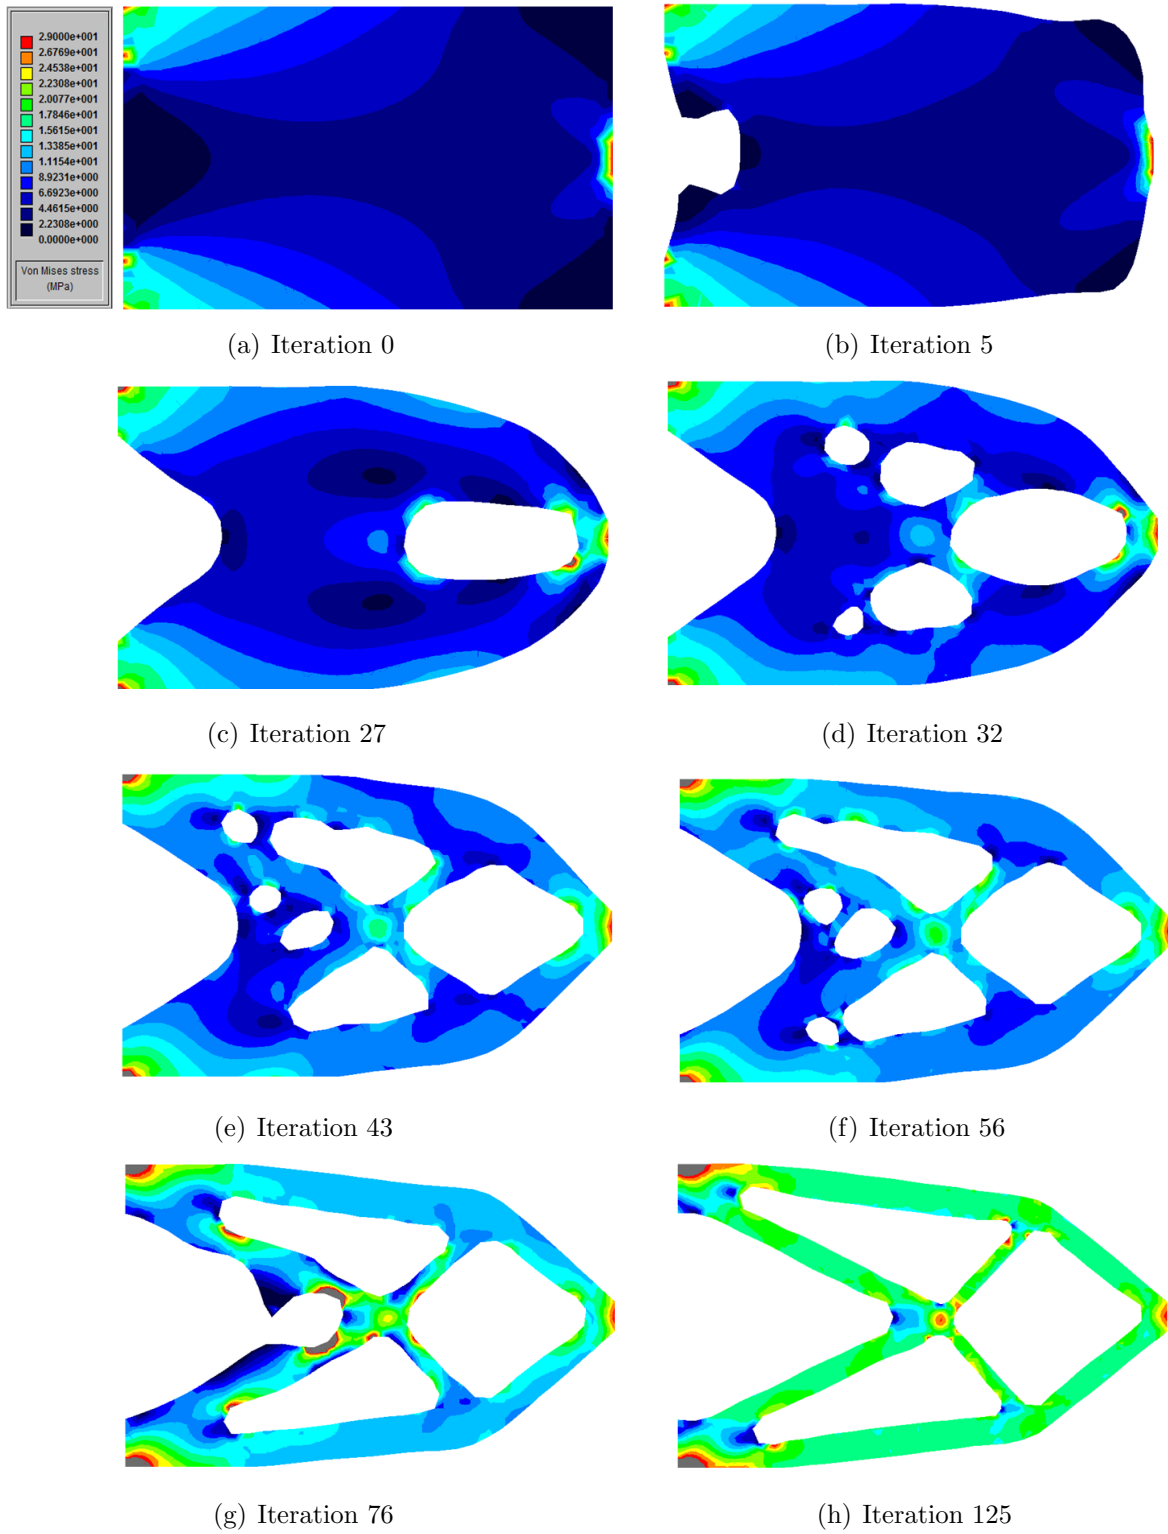 2.9000e+001
2.6769e+001
2.4538e+001
2.2308e+001
2.0077e+001
1.7846e+001
1.5615e+001
1.3385e+001
1.1154e+001
8.9231e+000
6.6923e+000
4.4615e+000
2.2308e+000
0.0000e+000
Von Mises stress
(MPa)
(a) Iteration 0
(b) Iteration 5
(c) Iteration 27
(d) Iteration 32
(e) Iteration 43
(f) Iteration 56
(g) Iteration 76
(h) Iteration 125